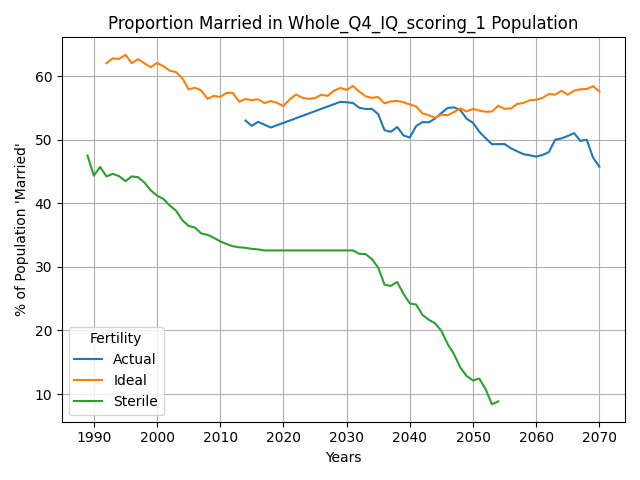 Proportion Married in Whole_Q4_IQ_scoring_1 Population
% of Population 'Married'
60
50
40
30
20
10
Fertility
Actual
Ideal
Sterile
1990 2000 2010 2020 2030 2040 2050 2060 2070
Years